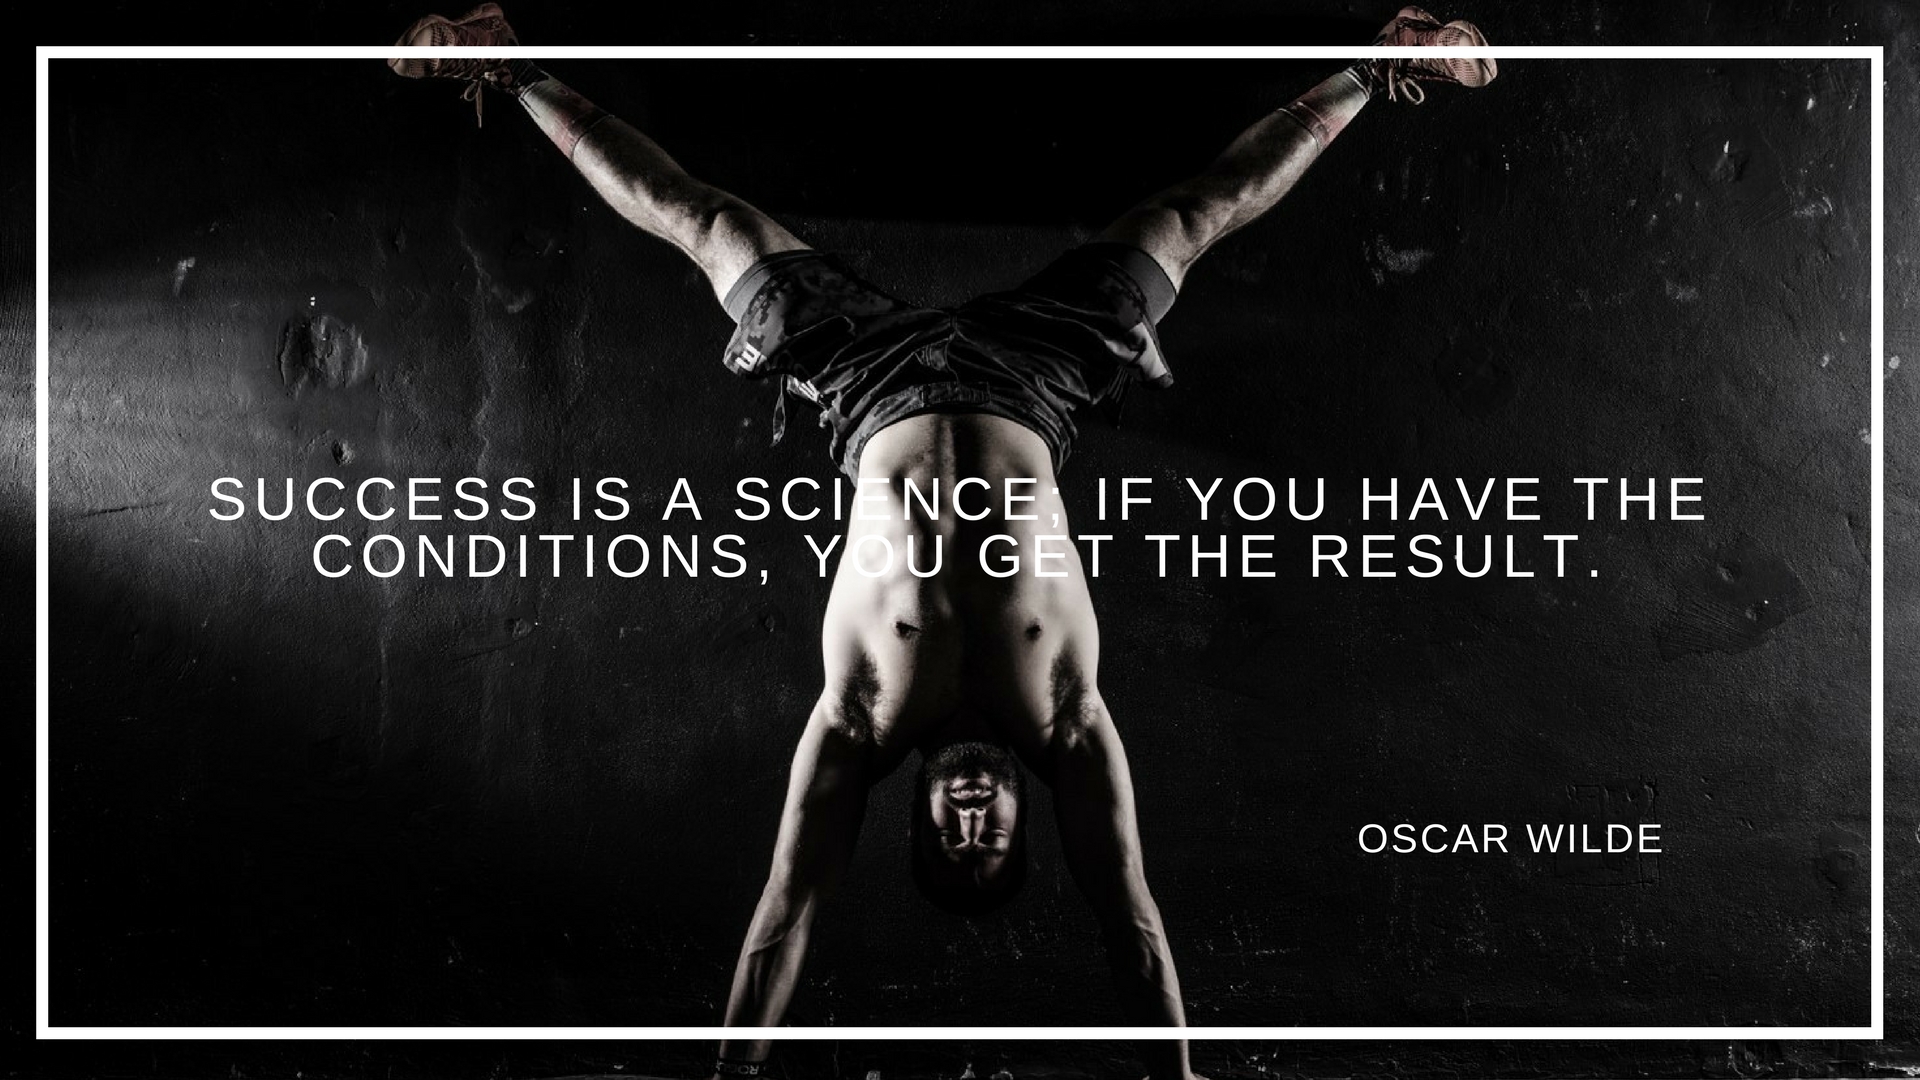 SUCCESS IS A SCIENCE; IF YOU HAVE THE
CONDITIONS, YOU GET THE RESULT.
OSCAR WILDE